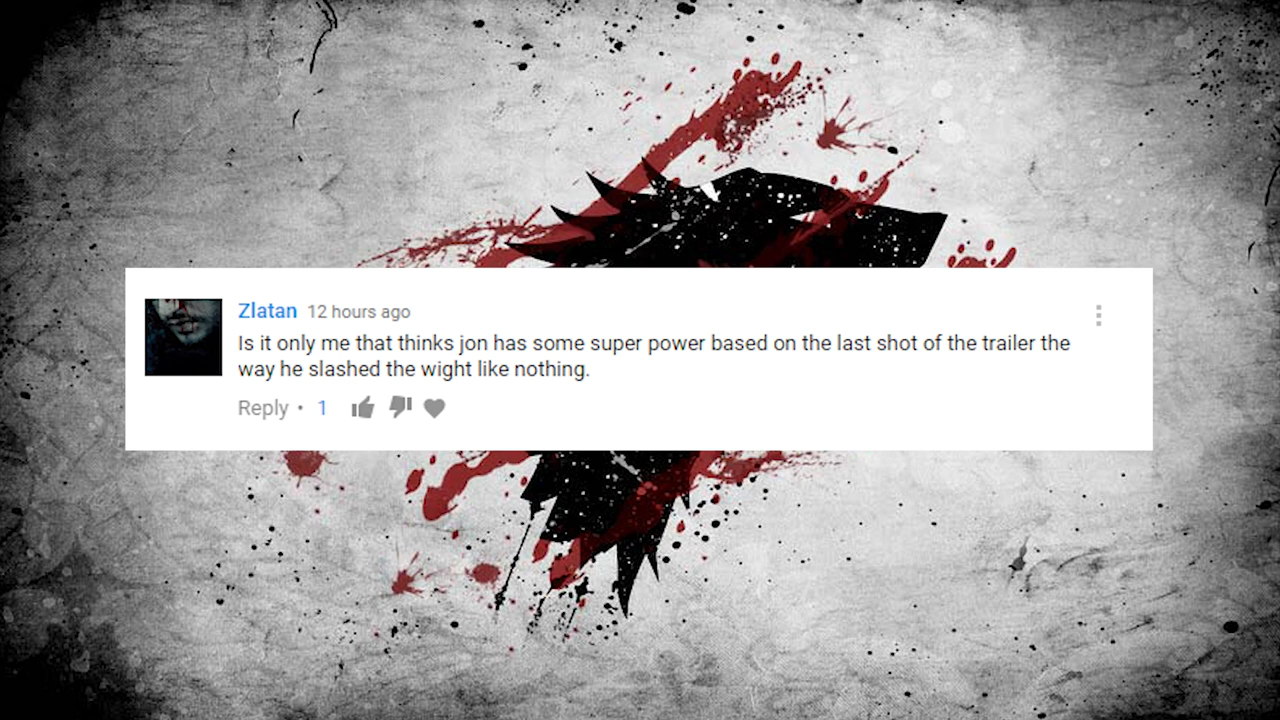 Zlatan 12 hours ago
Is it only me that thinks jon has some super power based on the last shot of the trailer the
way he slashed the wight like nothing.
Reply • 1